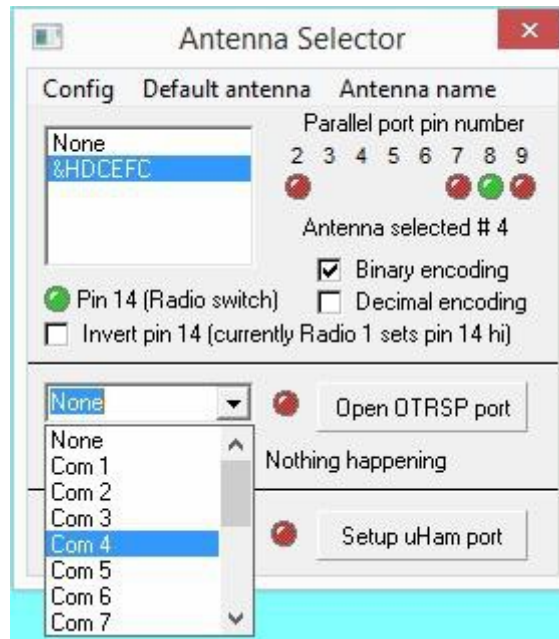 Antenna Selector
Config Default antenna Antenna name
None
&HDCEFC
Parallel port pin number
2 3 4 5 6 7 8 9
Antenna selected # 4
Binary encoding
Pin 14 (Radio switch)
Decimal encoding
Invert pin 14 (currently Radio 1 sets pin 14 hi)
None
Open OTRSP port
None
Com 1
Com 2
Com 3
Com 4
Com 5
Com 6
Com 7
Nothing happening
Setup uHam port